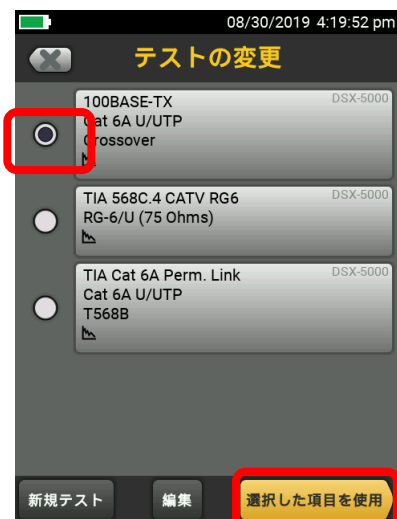 08/30/2019 4:19:52 pm
テストの変更
100BASE-TX
DSX-5000
Cat 6A U/UTP
Crossover
TIA 568C.4 CATV RG6
DSX-5000
RG-6/U (75 Ohms)
TIA Cat 6A Perm. Link
DSX-5000
Cat 6A U/UTP
T568B
新規テスト
編集
選択した項目を使用